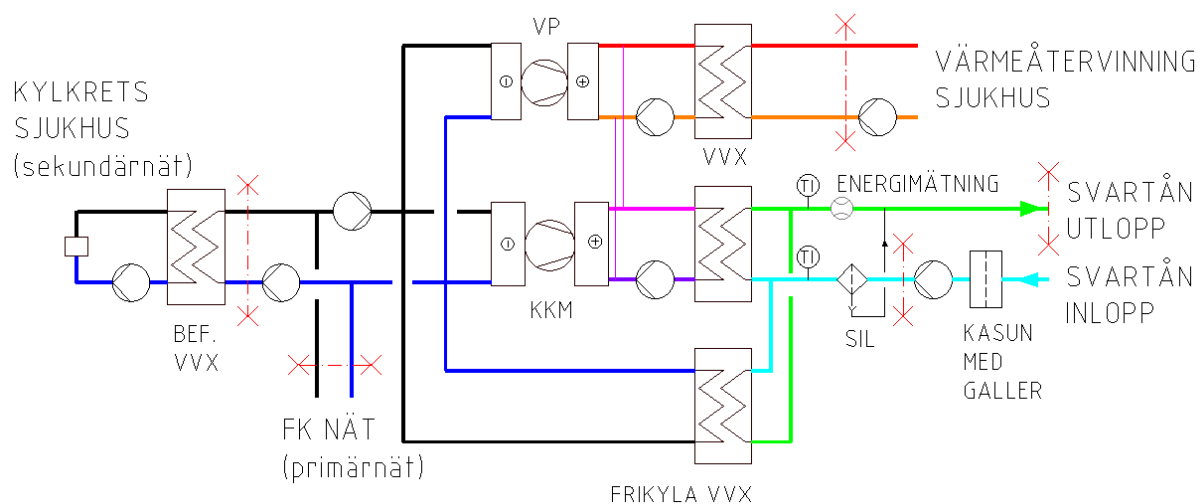 VP
KYLKRETS
SJUKHUS
(sekundärnät)
VÄRMEÅTERVINNING
SJUKHUS
VVX
TI
ENERGIMÄTNING
SVARTÅN
UTLOPP
TI
SVARTÅN
INLOPP
KKM
BEF.
VVX
SIL
KASUN
MED
GALLER
FK NÄT
(primärnät)
FRIKYLA VVX